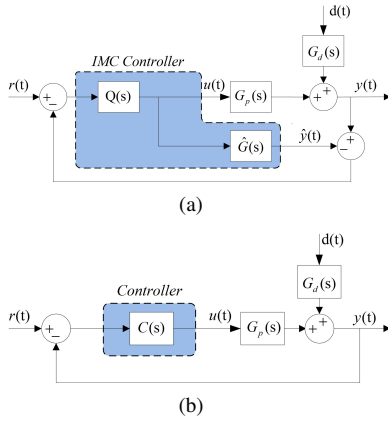 d(t)
IMC Controller
G_d(s)
r(t) + − Q(s) u(t) G_p(s) + + y(t)
Ĝ(s) ŷ(t) + −
(a)
d(t)
Controller
G_d(s)
r(t) + − C(s) u(t) G_p(s) + + y(t)
(b)